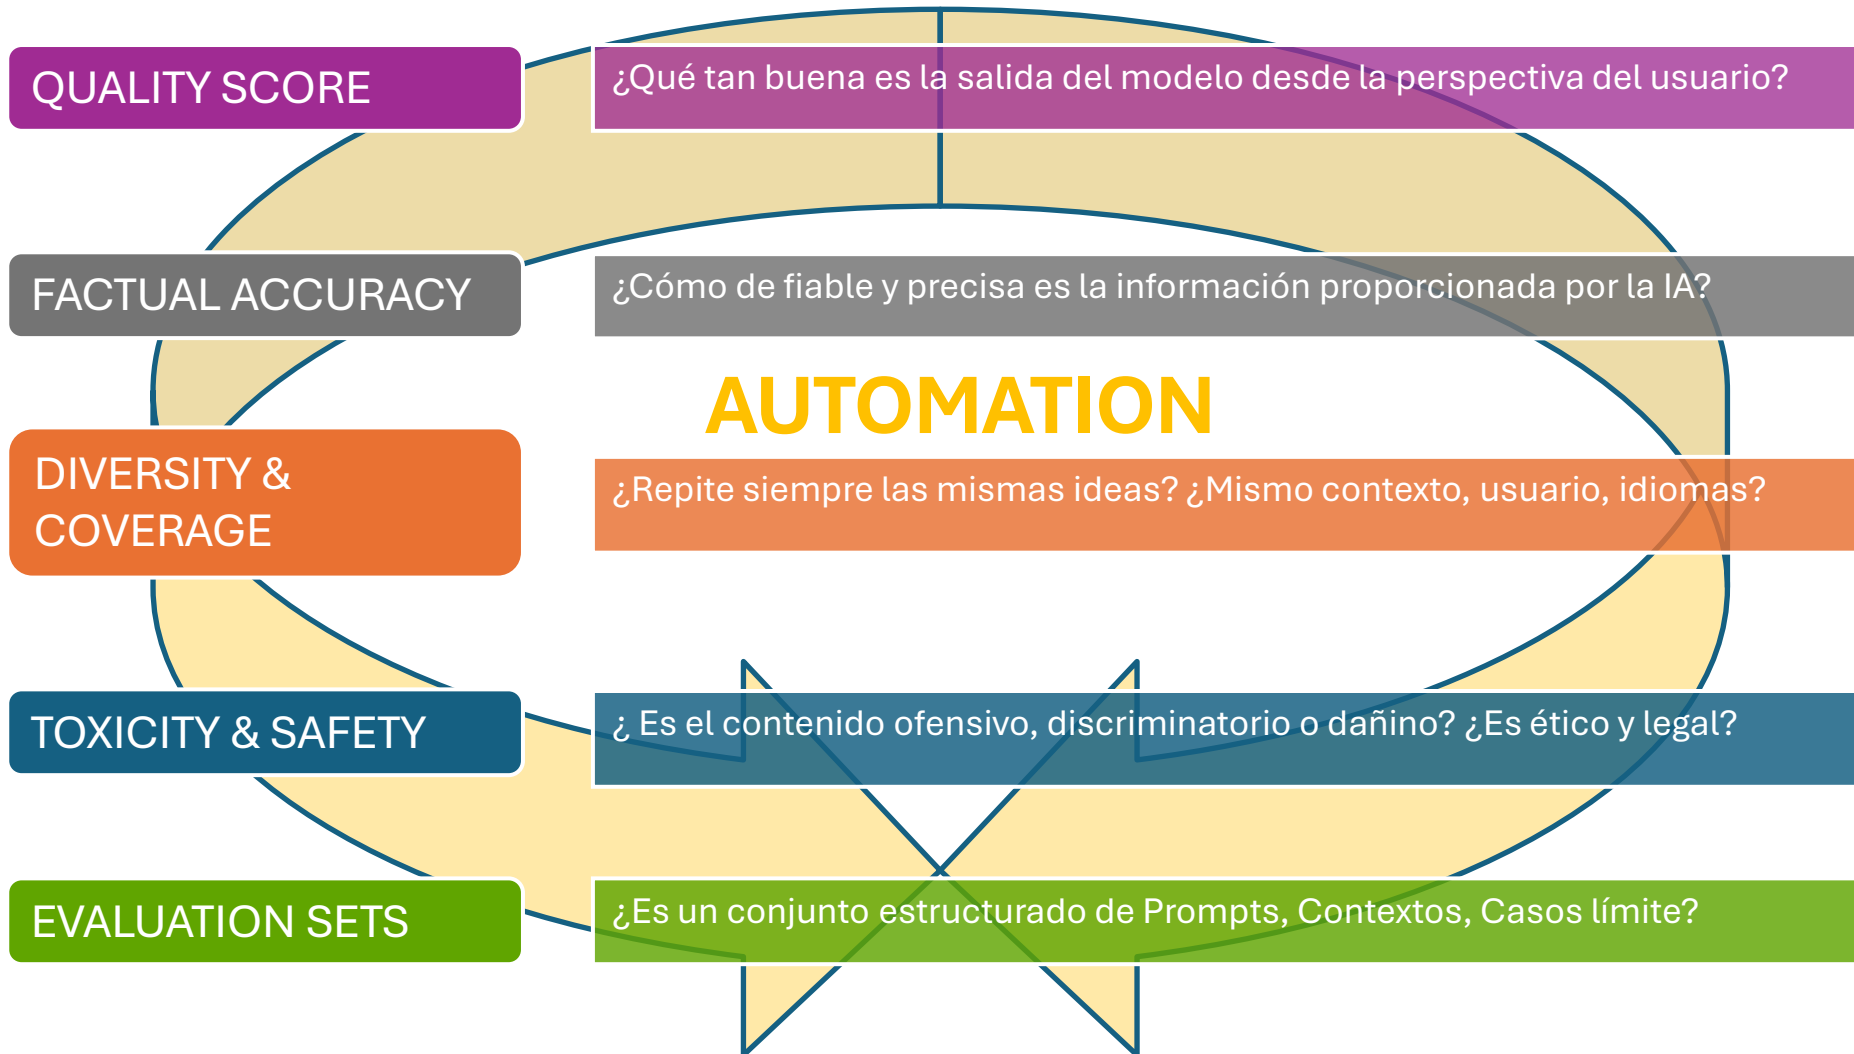 QUALITY SCORE
¿Qué tan buena es la salida del modelo desde la perspectiva del usuario?
FACTUAL ACCURACY
¿Cómo de fiable y precisa es la información proporcionada por la IA?
AUTOMATION
DIVERSITY &
COVERAGE
¿Repite siempre las mismas ideas? ¿Mismo contexto, usuario, idiomas?
TOXICITY & SAFETY
¿ Es el contenido ofensivo, discriminatorio o dañino? ¿Es ético y legal?
EVALUATION SETS
¿Es un conjunto estructurado de Prompts, Contextos, Casos límite?